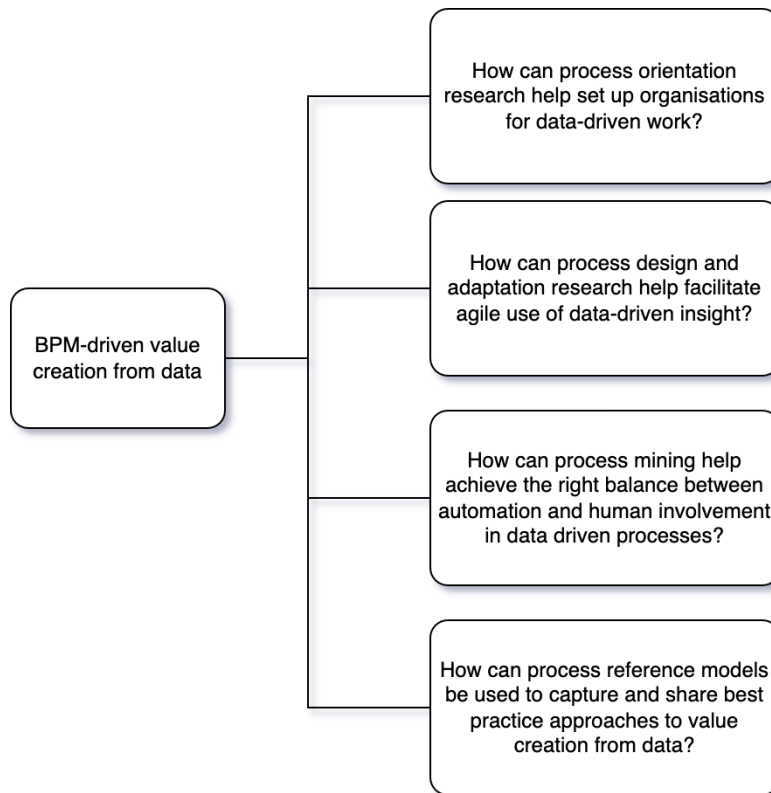 How can process orientation
research help set up organisations
for data-driven work?
How can process design and
adaptation research help facilitate
agile use of data-driven insight?
BPM-driven value
creation from data
How can process mining help
achieve the right balance between
automation and human involvement
in data driven processes?
How can process reference models
be used to capture and share best
practice approaches to value
creation from data?